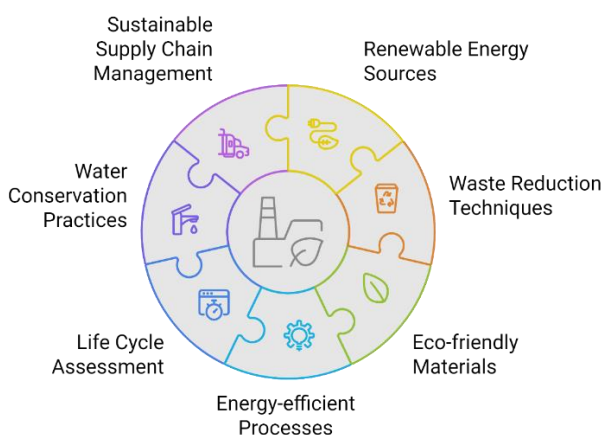 Sustainable
Supply Chain
Management
Renewable Energy
Sources
Water
Conservation
Practices
Waste Reduction
Techniques
Life Cycle
Assessment
Eco-friendly
Materials
Energy-efficient
Processes